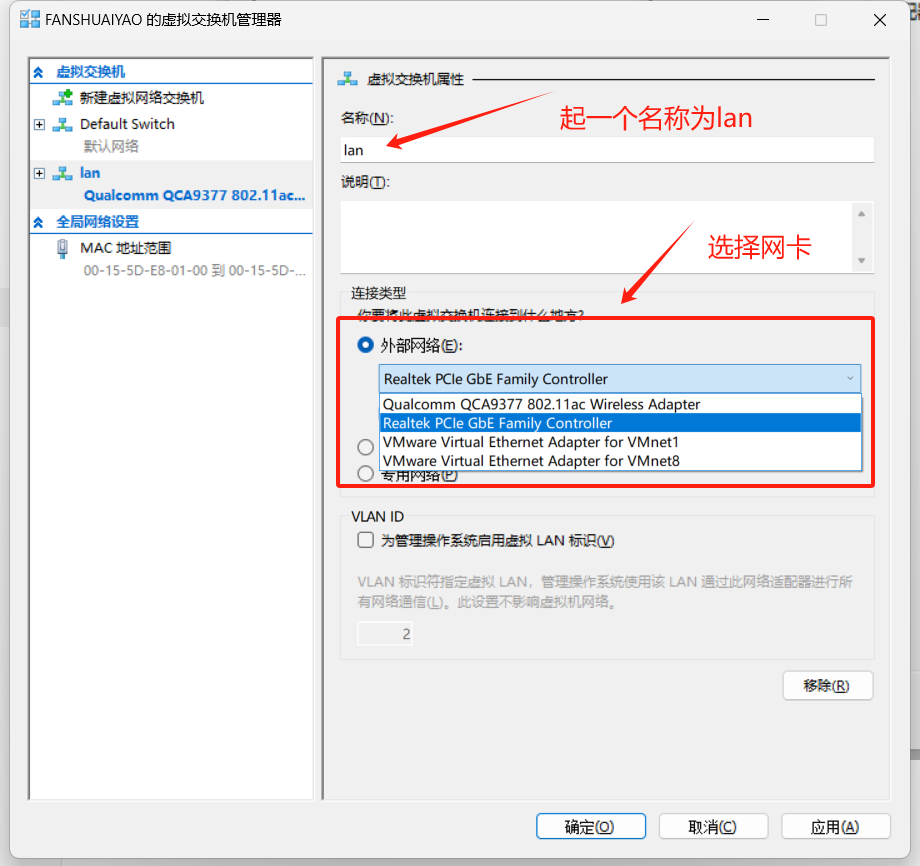 FANSHUAIYAO 的虚拟交换机管理器
虚拟交换机
新建虚拟网络交换机
Default Switch
默认网络
lan
Qualcomm QCA9377 802.11ac...
全局网络设置
MAC 地址范围
00-15-5D-E8-01-00 到 00-15-5D-...
虚拟交换机属性
名称(N):
起一个名称为lan
lan
说明(T):
选择网卡
连接类型
你要将此虚拟交换机连接到什么地方?
外部网络(E):
Realtek PCIe GbE Family Controller
Qualcomm QCA9377 802.11ac Wireless Adapter
Realtek PCIe GbE Family Controller
VMware Virtual Ethernet Adapter for VMnet1
VMware Virtual Ethernet Adapter for VMnet8
专用网络(P)
VLAN ID
为管理操作系统启用虚拟 LAN 标识(V)
VLAN 标识符指定虚拟 LAN，管理操作系统使用该 LAN 通过此网络适配器进行所
有网络通信(L)。此设置不影响虚拟机网络。
2
移除(R)
确定(O)
取消(C)
应用(A)